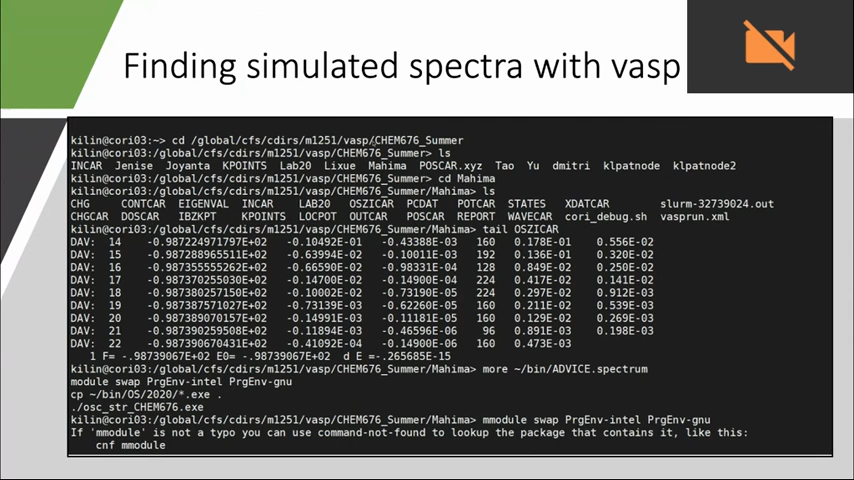 Finding simulated spectra with vasp
kilin@cori03:~> cd /global/cfs/cdirs/m1251/vasp/CHEM676_Summer
kilin@cori03:/global/cfs/cdirs/m1251/vasp/CHEM676_Summer> ls
INCAR  Jenise  Joyanta  KPOINTS  Lab20  Lixue  Mahima  POSCAR.xyz  Tao  Yu  dmitri  klpatnode  klpatnode2
kilin@cori03:/global/cfs/cdirs/m1251/vasp/CHEM676_Summer> cd Mahima
kilin@cori03:/global/cfs/cdirs/m1251/vasp/CHEM676_Summer/Mahima> ls
CHG     CONTCAR  EIGENVAL  INCAR    LAB20   OSZICAR  PCDAT   POTCAR  STATES   XDATCAR        slurm-32739024.out
CHGCAR  DOSCAR   IBZKPT    KPOINTS  LOCPOT  OUTCAR   POSCAR  REPORT  WAVECAR  cori_debug.sh  vasprun.xml
kilin@cori03:/global/cfs/cdirs/m1251/vasp/CHEM676_Summer/Mahima> tail OSZICAR
DAV:  14    -0.987224971797E+02   -0.10492E-01   -0.43388E-03   160   0.178E-01    0.556E-02
DAV:  15    -0.987288965511E+02   -0.63994E-02   -0.10011E-03   192   0.136E-01    0.320E-02
DAV:  16    -0.987355555262E+02   -0.66590E-02   -0.98331E-04   128   0.849E-02    0.250E-02
DAV:  17    -0.987370255030E+02   -0.14700E-02   -0.14900E-04   224   0.417E-02    0.141E-02
DAV:  18    -0.987380257150E+02   -0.10002E-02   -0.73190E-05   224   0.297E-02    0.912E-03
DAV:  19    -0.987387571027E+02   -0.73139E-03   -0.62260E-05   160   0.211E-02    0.539E-03
DAV:  20    -0.987389070157E+02   -0.14991E-03   -0.11181E-05   160   0.129E-02    0.269E-03
DAV:  21    -0.987390259508E+02   -0.11894E-03   -0.46596E-06    96   0.891E-03    0.198E-03
DAV:  22    -0.987390670431E+02   -0.41092E-04   -0.14900E-06   160   0.473E-03
1 F= -.98739067E+02 E0= -.98739067E+02  d E =-.265685E-15
kilin@cori03:/global/cfs/cdirs/m1251/vasp/CHEM676_Summer/Mahima> more ~/bin/ADVICE.spectrum
module swap PrgEnv-intel PrgEnv-gnu
cp ~/bin/OS/2020/*.exe .
./osc_str_CHEM676.exe
kilin@cori03:/global/cfs/cdirs/m1251/vasp/CHEM676_Summer/Mahima> mmodule swap PrgEnv-intel PrgEnv-gnu
If 'mmodule' is not a typo you can use command-not-found to lookup the package that contains it, like this:
cnf mmodule